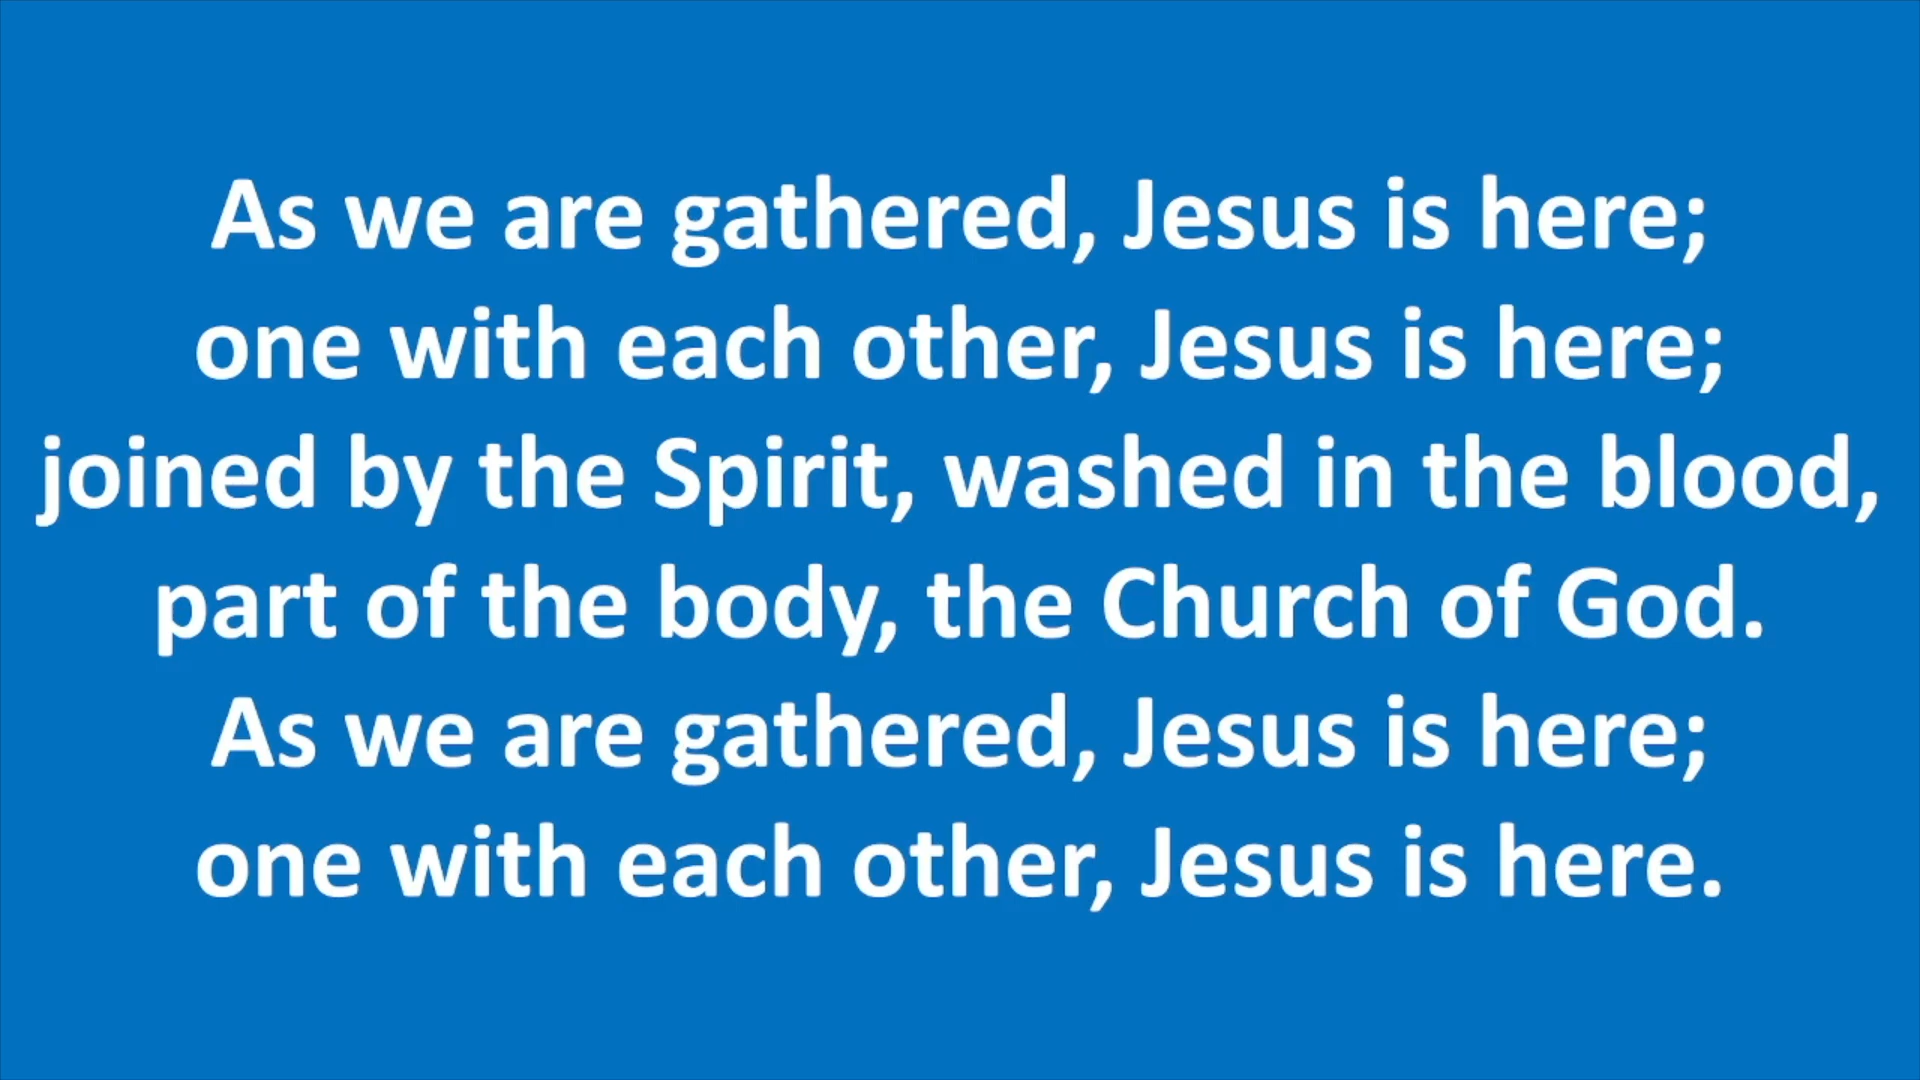 As we are gathered, Jesus is here;
one with each other, Jesus is here;
joined by the Spirit, washed in the blood,
part of the body, the Church of God.
As we are gathered, Jesus is here;
one with each other, Jesus is here.